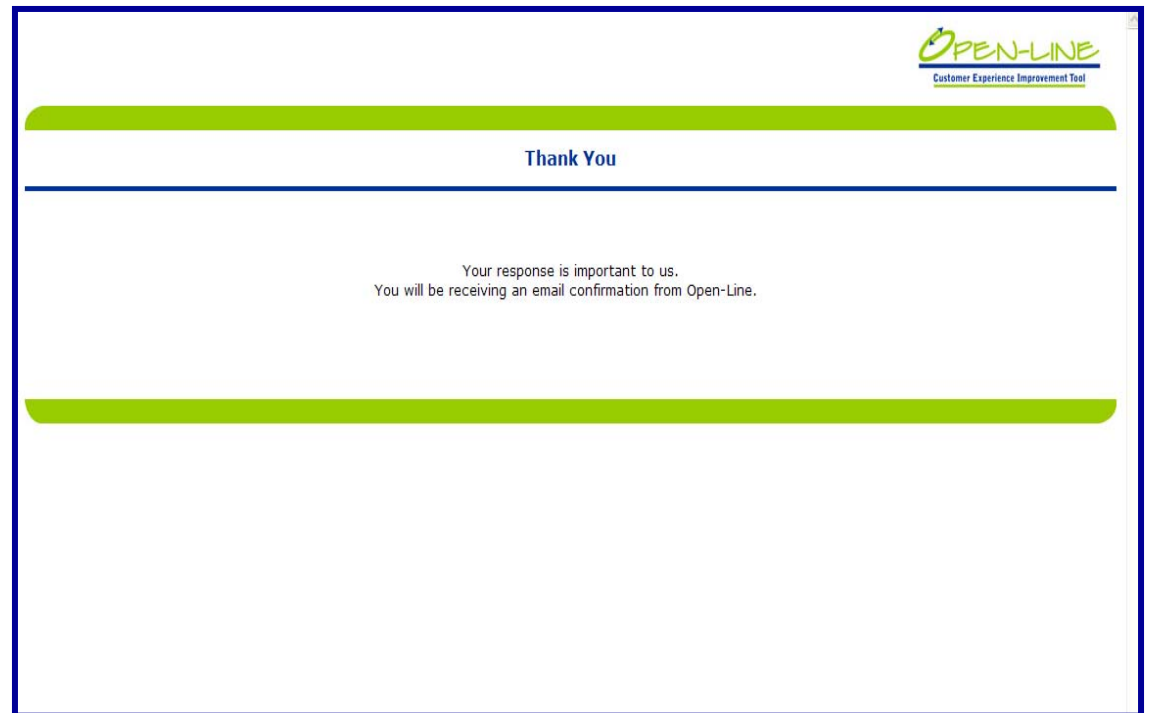 OPEN-LINE
Customer Experience Improvement Tool
Thank You
Your response is important to us.
You will be receiving an email confirmation from Open-Line.